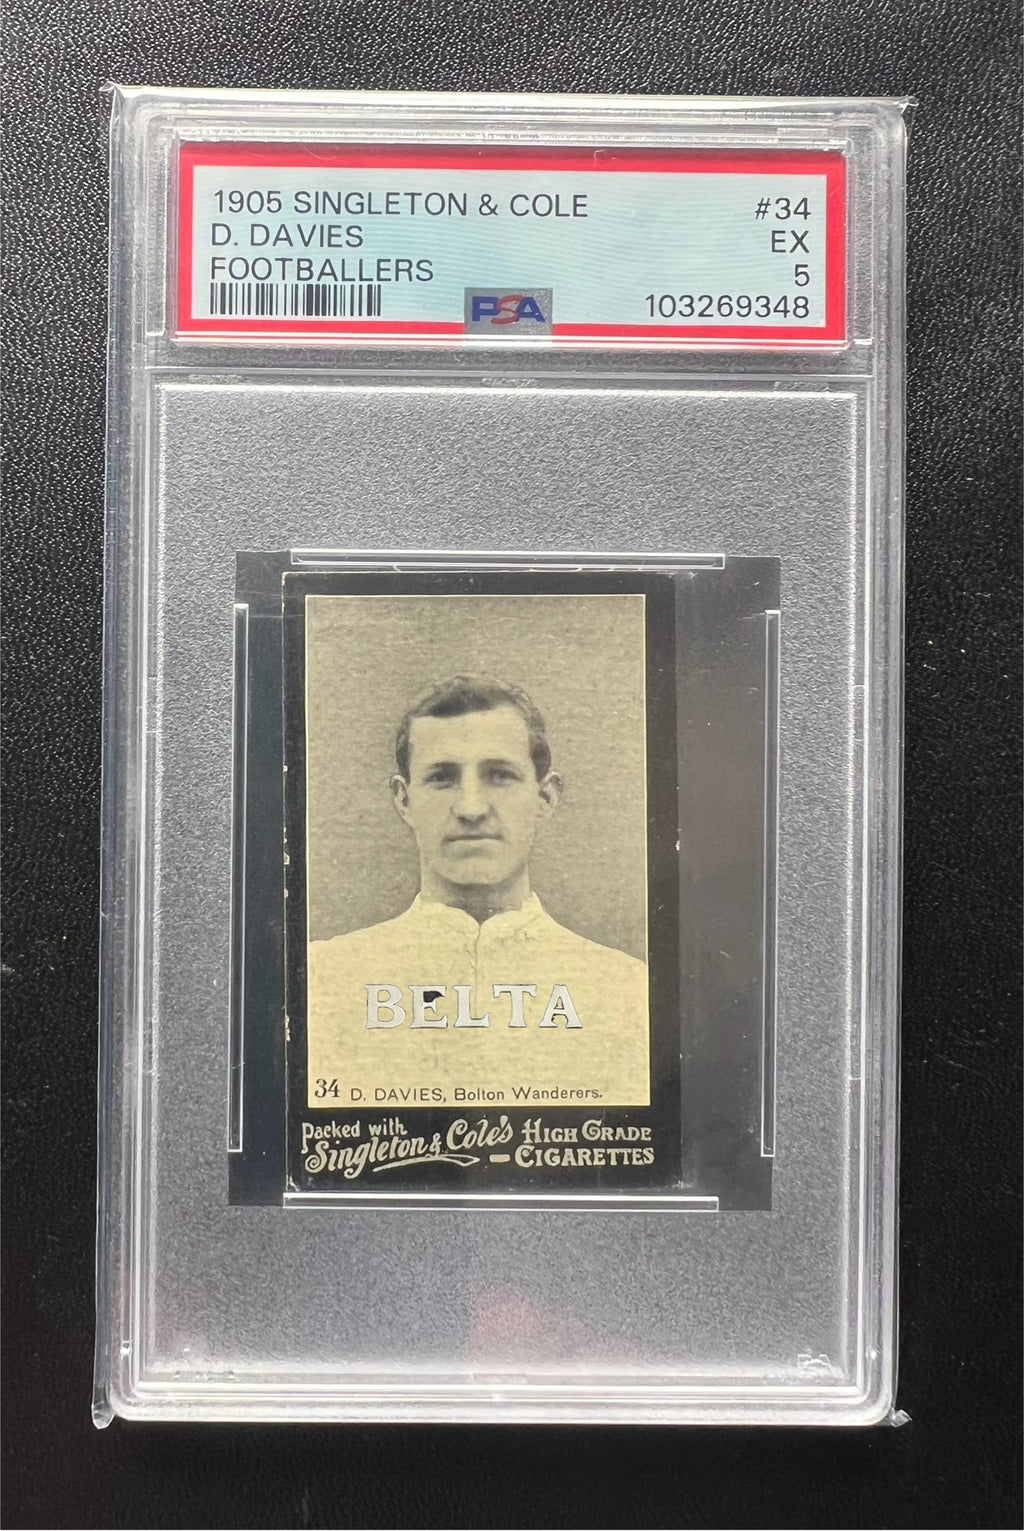 1905 SINGLETON & COLE #34
D. DAVIES EX
FOOTBALLERS 5
PSA 103269348
BELTA
34 D. DAVIES, Bolton Wanderers.
Packed with
Singleton & Cole's HIGH GRADE
CIGARETTES
PSA